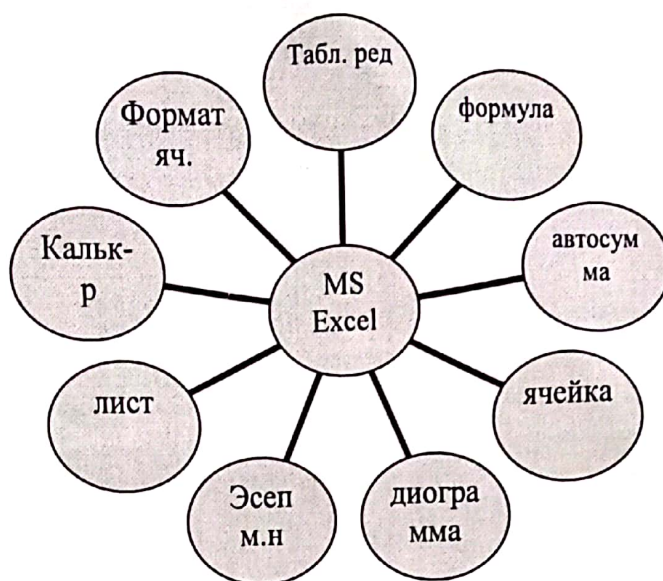 Табл. ред
формула
автосум
ма
ячейка
диогра
мма
Эсеп
м.н
лист
Кальк-
р
Формат
яч.
MS
Excel